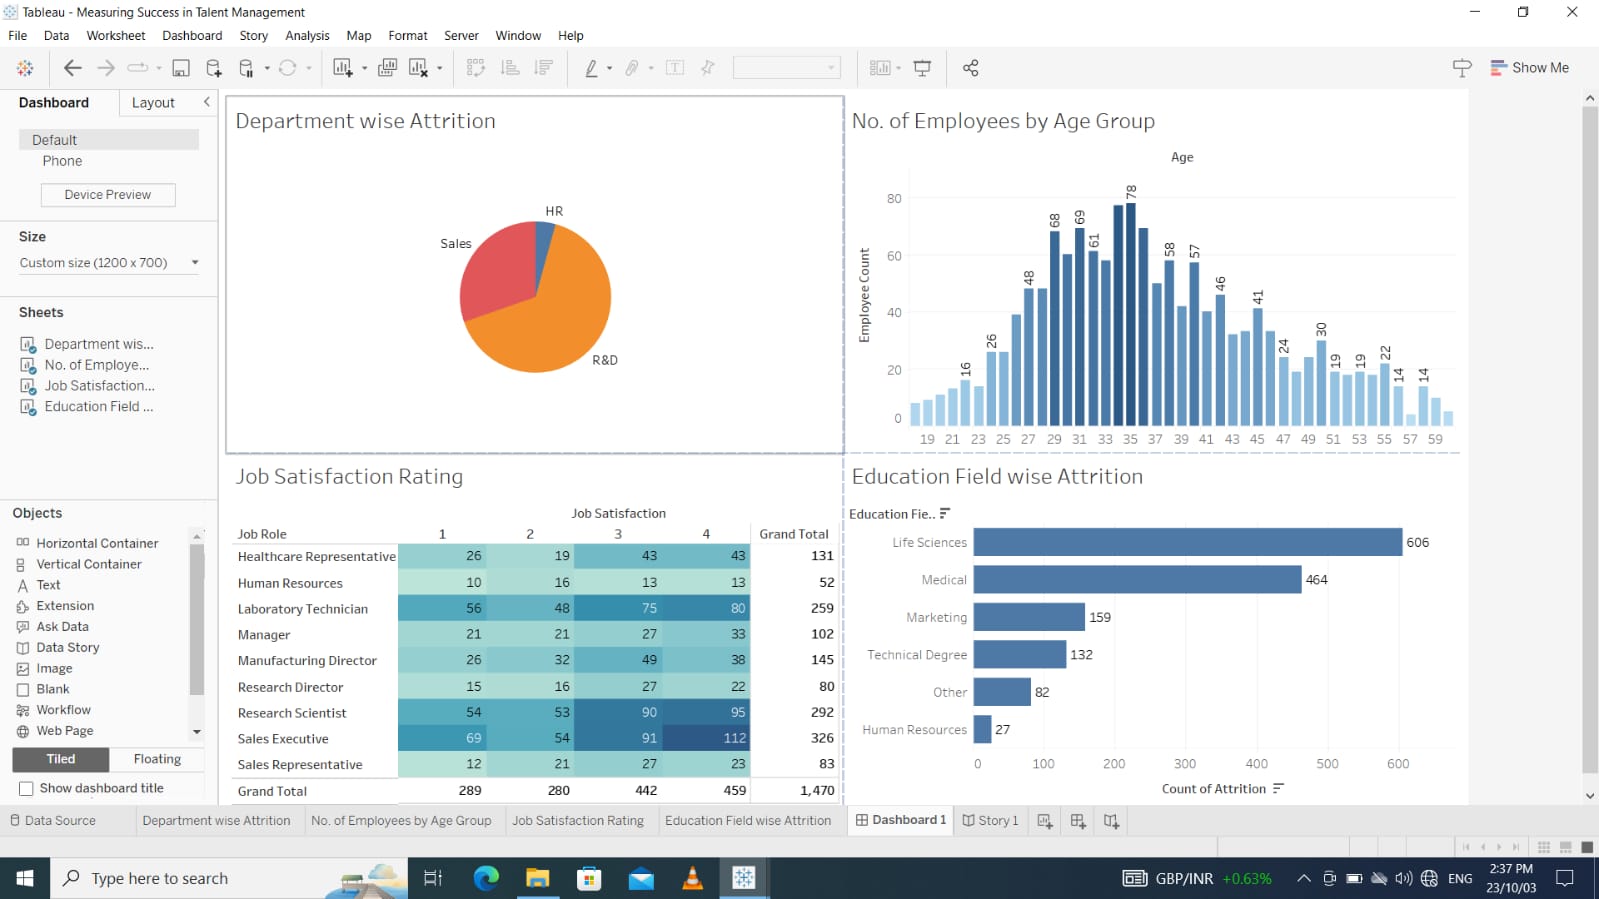 Tableau - Measuring Success in Talent Management
File Data Worksheet Dashboard Story Analysis Map Format Server Window Help
Show Me
Dashboard Layout
Default
Phone
Device Preview
Size
Custom size (1200 x 700)
Sheets
Department wis...
No. of Employe...
Job Satisfaction...
Education Field ...
Objects
Horizontal Container
Vertical Container
Text
Extension
Ask Data
Data Story
Image
Blank
Workflow
Web Page
Tiled Floating
Show dashboard title
Department wise Attrition
HR
Sales
R&D
No. of Employees by Age Group
Age
Employee Count
80
60
40
20
0
16 26 48 68 69 61 78 58 57 46 41 24 30 19 19 22 14 14
19 21 23 25 27 29 31 33 35 37 39 41 43 45 47 49 51 53 55 57 59
Job Satisfaction Rating
Job Satisfaction
Job Role 1 2 3 4 Grand Total
Healthcare Representative 26 19 43 43 131
Human Resources 10 16 13 13 52
Laboratory Technician 56 48 75 80 259
Manager 21 21 27 33 102
Manufacturing Director 26 32 49 38 145
Research Director 15 16 27 22 80
Research Scientist 54 53 90 95 292
Sales Executive 69 54 91 112 326
Sales Representative 12 21 27 23 83
Grand Total 289 280 442 459 1,470
Education Field wise Attrition
Education Fie..
Life Sciences 606
Medical 464
Marketing 159
Technical Degree 132
Other 82
Human Resources 27
0 100 200 300 400 500 600
Count of Attrition
Data Source Department wise Attrition No. of Employees by Age Group Job Satisfaction Rating Education Field wise Attrition Dashboard 1 Story 1
Type here to search
GBP/INR +0.63%
ENG
2:37 PM
23/10/03